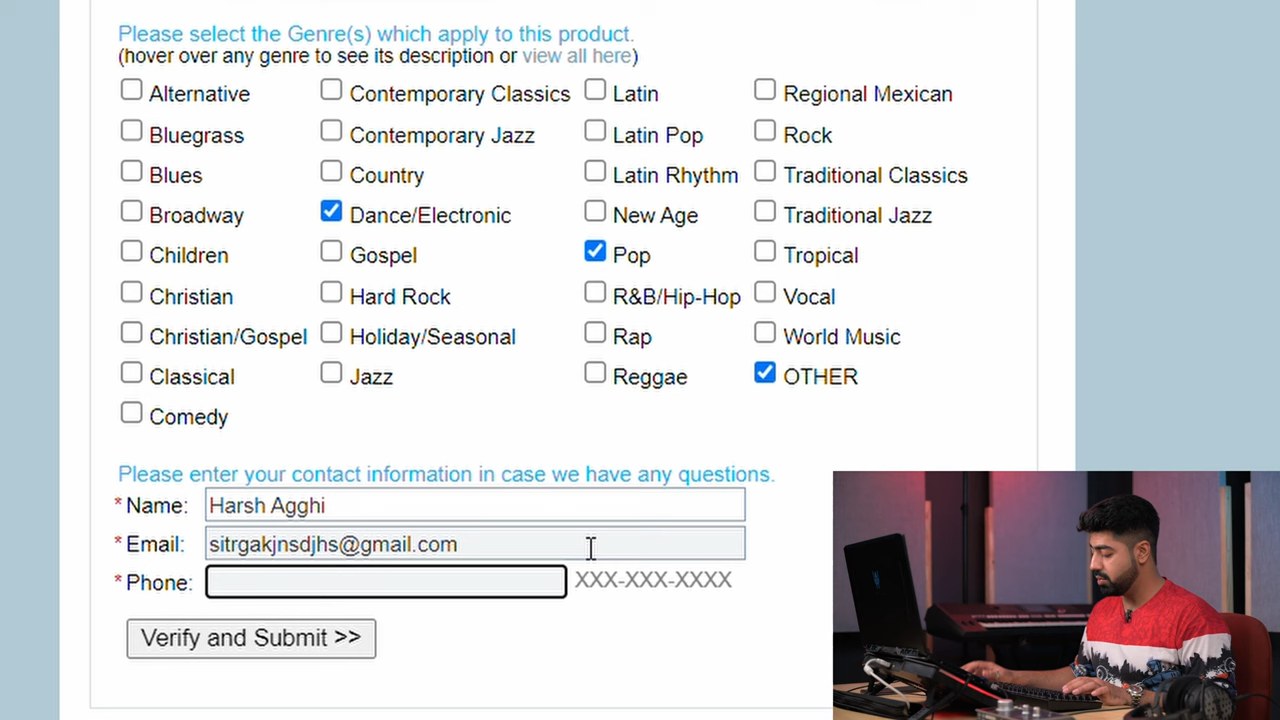 Please select the Genre(s) which apply to this product.
(hover over any genre to see its description or view all here)
Alternative Contemporary Classics Latin Regional Mexican
Bluegrass Contemporary Jazz Latin Pop Rock
Blues Country Latin Rhythm Traditional Classics
Broadway Dance/Electronic New Age Traditional Jazz
Children Gospel Pop Tropical
Christian Hard Rock R&B/Hip-Hop Vocal
Christian/Gospel Holiday/Seasonal Rap World Music
Classical Jazz Reggae OTHER
Comedy
Please enter your contact information in case we have any questions.
* Name: Harsh Agghi
* Email: sitrgakjnsdjhs@gmail.com
* Phone: XXX-XXX-XXXX
Verify and Submit >>